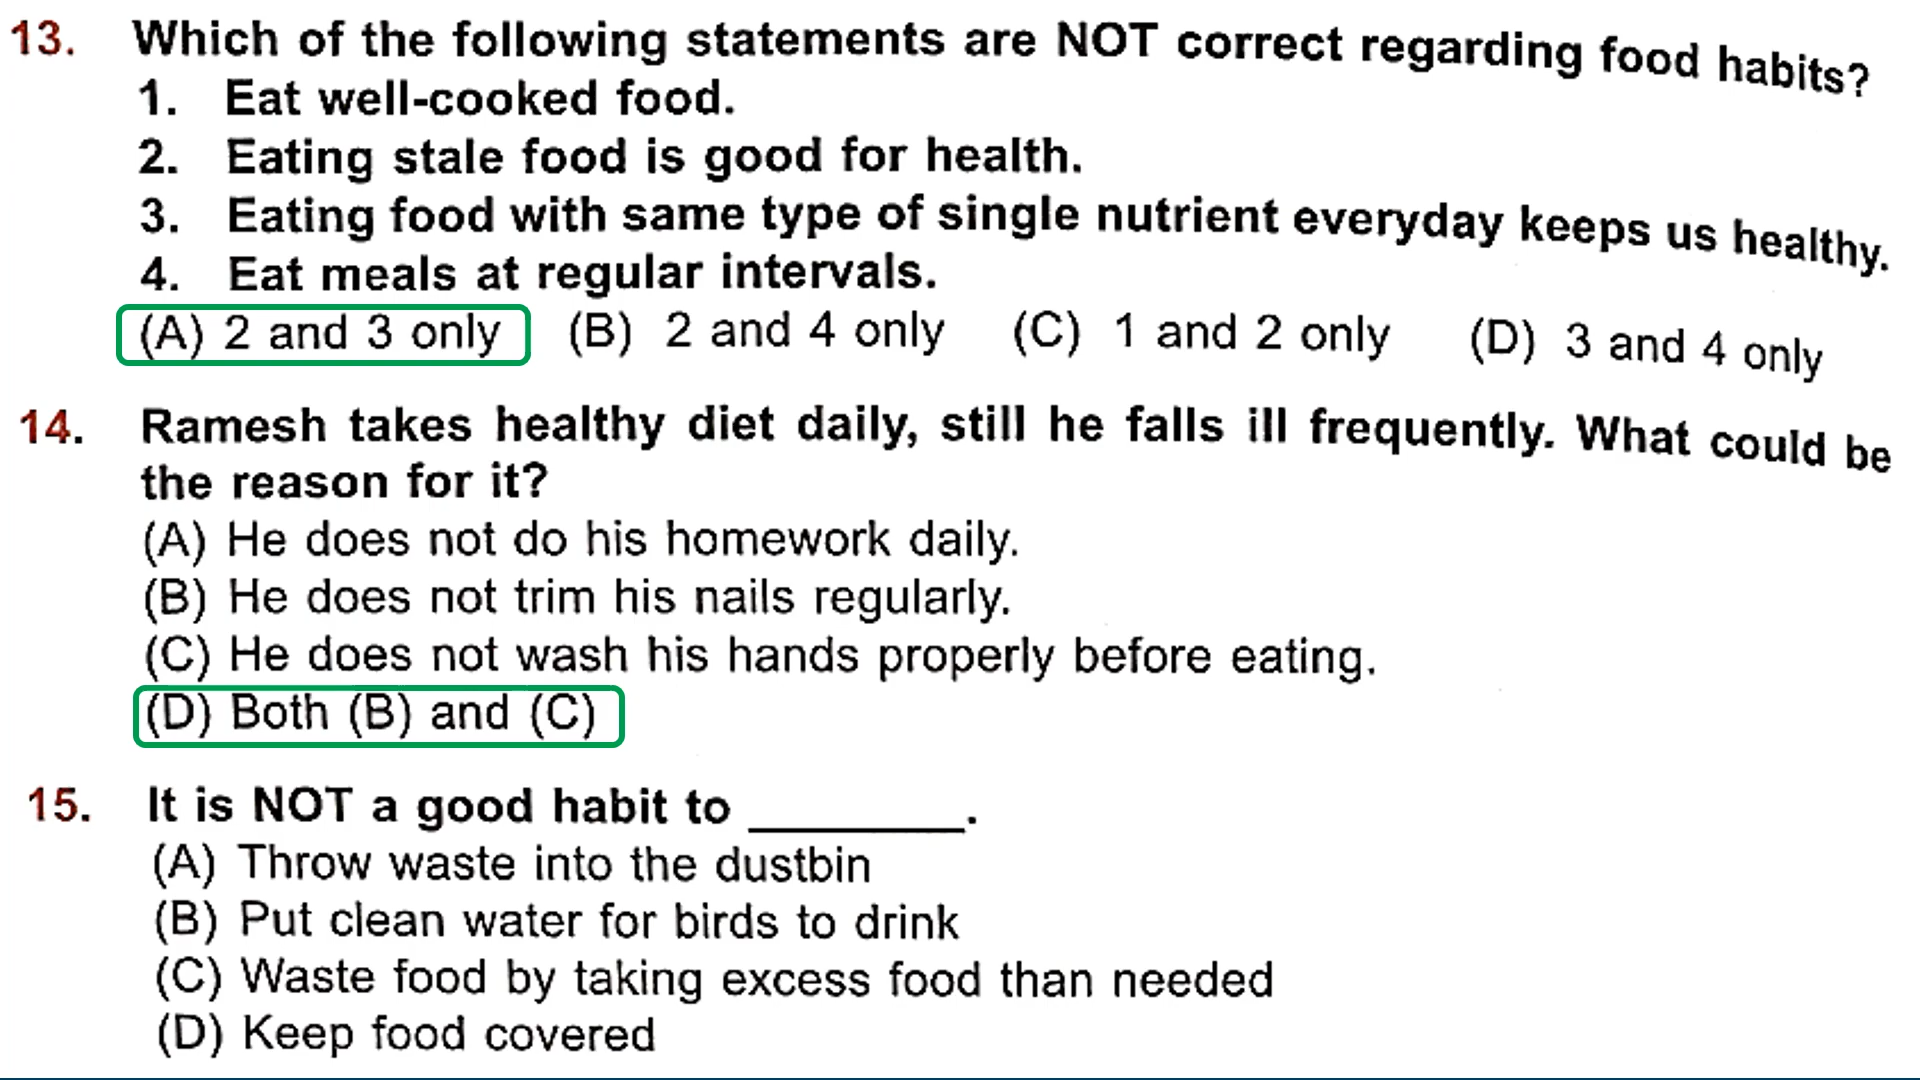 13. Which of the following statements are NOT correct regarding food habits?
1. Eat well-cooked food.
2. Eating stale food is good for health.
3. Eating food with same type of single nutrient everyday keeps us healthy.
4. Eat meals at regular intervals.
(A) 2 and 3 only (B) 2 and 4 only (C) 1 and 2 only (D) 3 and 4 only
14. Ramesh takes healthy diet daily, still he falls ill frequently. What could be
the reason for it?
(A) He does not do his homework daily.
(B) He does not trim his nails regularly.
(C) He does not wash his hands properly before eating.
(D) Both (B) and (C)
15. It is NOT a good habit to ________.
(A) Throw waste into the dustbin
(B) Put clean water for birds to drink
(C) Waste food by taking excess food than needed
(D) Keep food covered